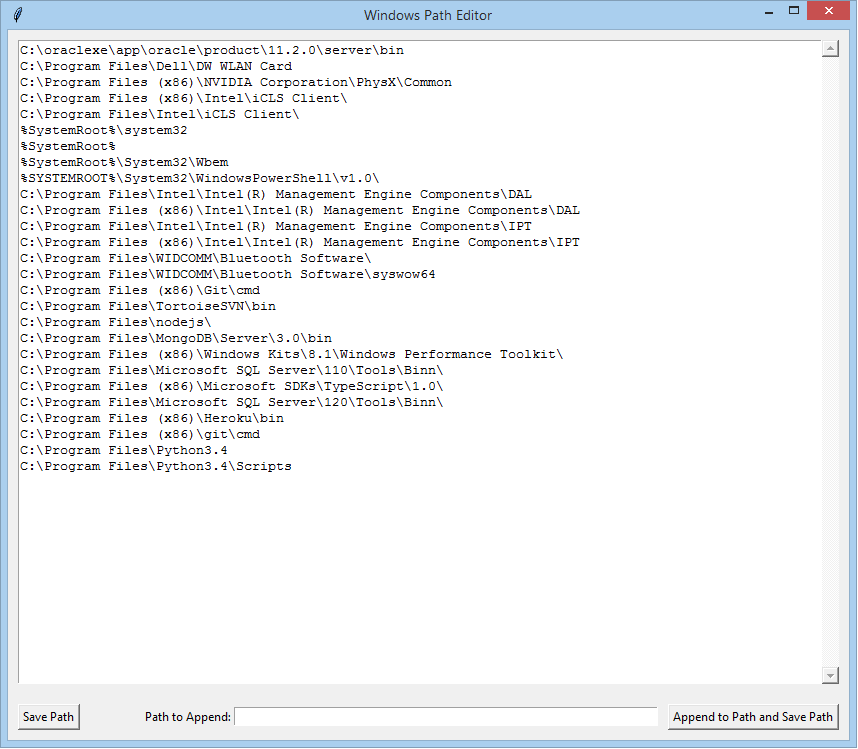 Windows Path Editor
C:\oraclexe\app\oracle\product\11.2.0\server\bin
C:\Program Files\Dell\DW WLAN Card
C:\Program Files (x86)\NVIDIA Corporation\PhysX\Common
C:\Program Files (x86)\Intel\iCLS Client\
C:\Program Files\Intel\iCLS Client\
%SystemRoot%\system32
%SystemRoot%
%SystemRoot%\System32\Wbem
%SYSTEMROOT%\System32\WindowsPowerShell\v1.0\
C:\Program Files\Intel\Intel(R) Management Engine Components\DAL
C:\Program Files (x86)\Intel\Intel(R) Management Engine Components\DAL
C:\Program Files\Intel\Intel(R) Management Engine Components\IPT
C:\Program Files (x86)\Intel\Intel(R) Management Engine Components\IPT
C:\Program Files\WIDCOMM\Bluetooth Software\
C:\Program Files\WIDCOMM\Bluetooth Software\syswow64
C:\Program Files (x86)\Git\cmd
C:\Program Files\TortoiseSVN\bin
C:\Program Files\nodejs\
C:\Program Files\MongoDB\Server\3.0\bin
C:\Program Files (x86)\Windows Kits\8.1\Windows Performance Toolkit\
C:\Program Files\Microsoft SQL Server\110\Tools\Binn\
C:\Program Files (x86)\Microsoft SDKs\TypeScript\1.0\
C:\Program Files\Microsoft SQL Server\120\Tools\Binn\
C:\Program Files (x86)\Heroku\bin
C:\Program Files (x86)\git\cmd
C:\Program Files\Python3.4
C:\Program Files\Python3.4\Scripts
Save Path Path to Append: Append to Path and Save Path